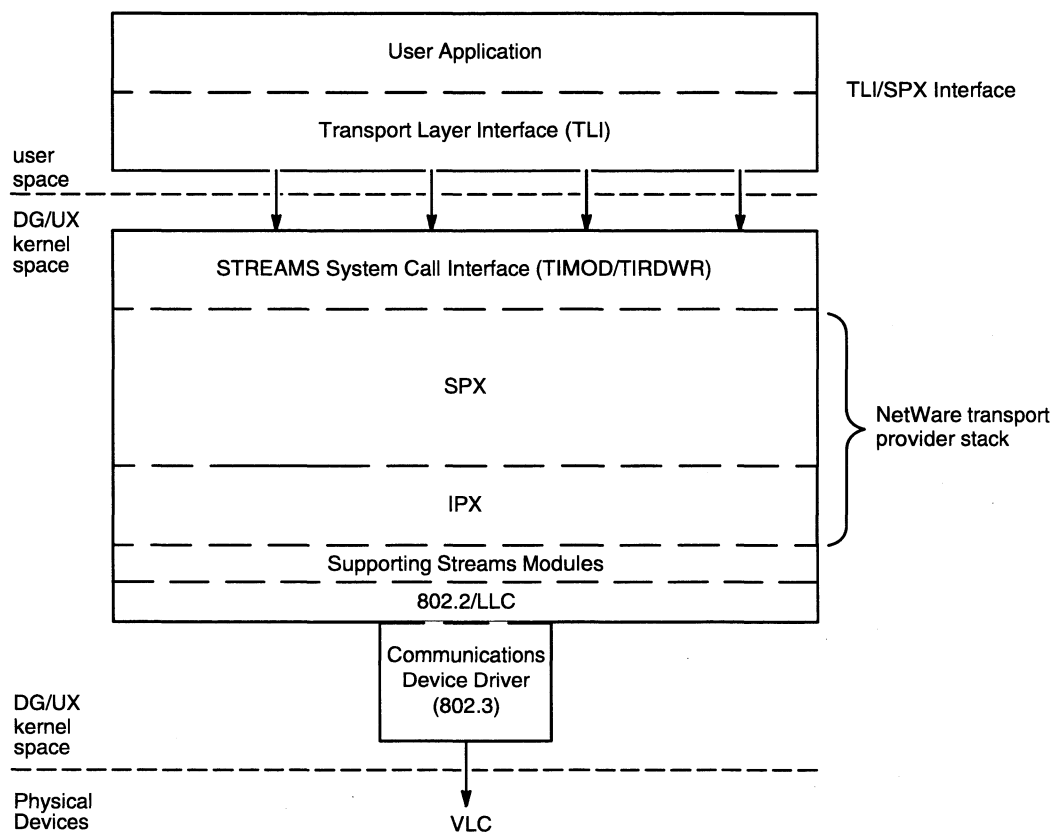 User Application
TLI/SPX Interface
Transport Layer Interface (TLI)
user
space
DG/UX
kernel
space
STREAMS System Call Interface (TIMOD/TIRDWR)
SPX
NetWare transport
provider stack
IPX
Supporting Streams Modules
802.2/LLC
Communications
Device Driver
(802.3)
DG/UX
kernel
space
Physical
Devices
VLC